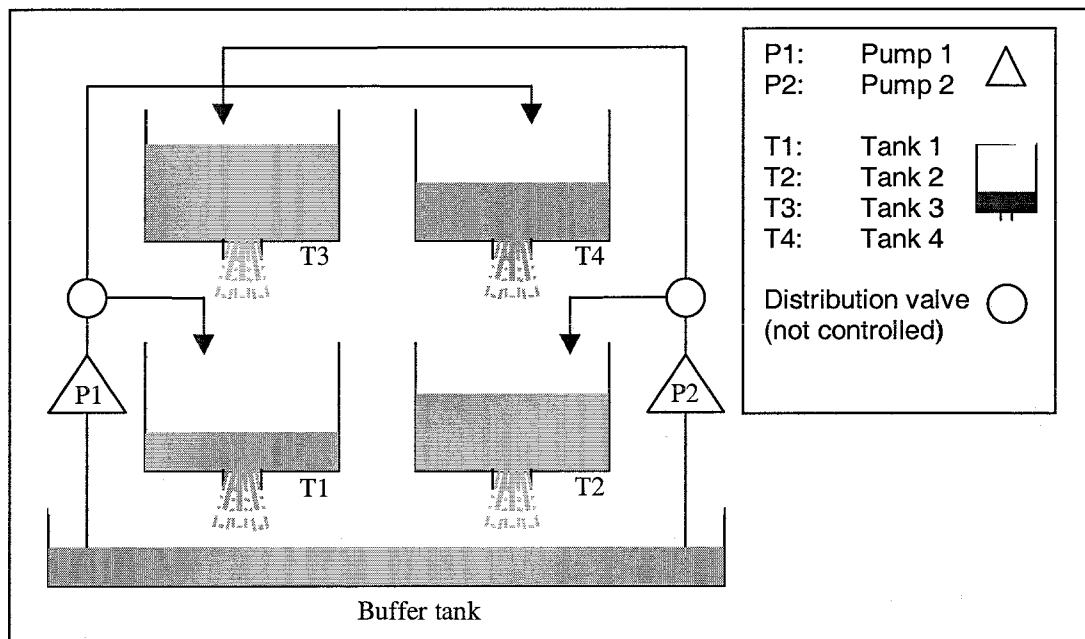 P1: Pump 1
P2: Pump 2
T1: Tank 1
T2: Tank 2
T3: Tank 3
T4: Tank 4
Distribution valve
(not controlled)
T3
T4
P1
P2
T1
T2
Buffer tank